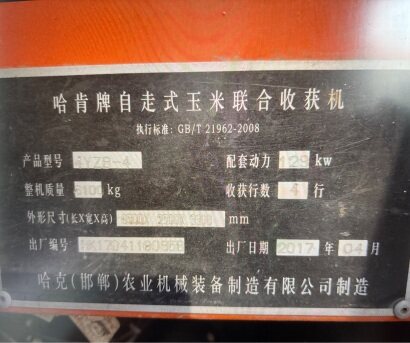 哈肯牌自走式玉米联合收获机
执行标准: GB/T 21962-2008
产品型号 4YZB-4 配套动力 129 kw
整机质量 kg 收获行数 4 行
外形尺寸(长X宽X高) mm
出厂编号 出厂日期 2017 年 04 月
哈克(邯郸)农业机械装备制造有限公司制造